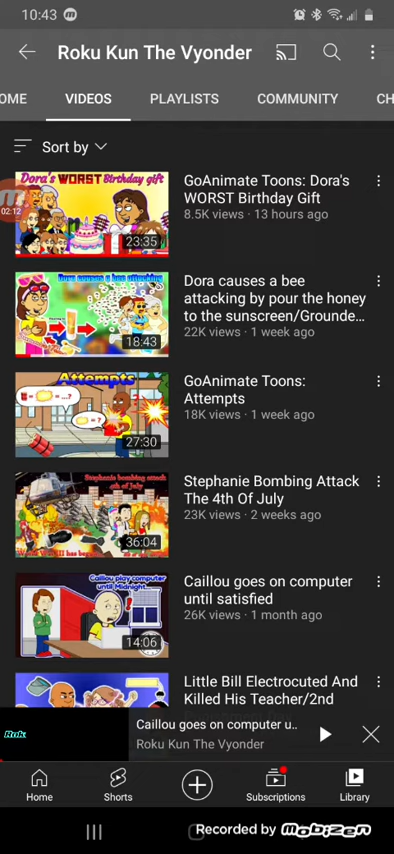 10:43
Roku Kun The Vyonder
OME VIDEOS PLAYLISTS COMMUNITY CH
Sort by
02:12
Dora's WORST Birthday gift
23:35
GoAnimate Toons: Dora's
WORST Birthday Gift
8.5K views · 13 hours ago
Dora causes a bee attacking
18:43
Dora causes a bee
attacking by pour the honey
to the sunscreen/Grounde...
22K views · 1 week ago
Attempts
27:30
GoAnimate Toons:
Attempts
18K views · 1 week ago
Stephanie bombing attack
4th of July
36:04
Stephanie Bombing Attack
The 4th Of July
23K views · 2 weeks ago
Caillou play computer
until Midnight
14:06
Caillou goes on computer
until satisfied
26K views · 1 month ago
Little Bill Electrocuted And
Killed His Teacher/2nd
Caillou goes on computer u..
Roku Kun The Vyonder
Home
Shorts
Subscriptions
Library
Recorded by Mobizen